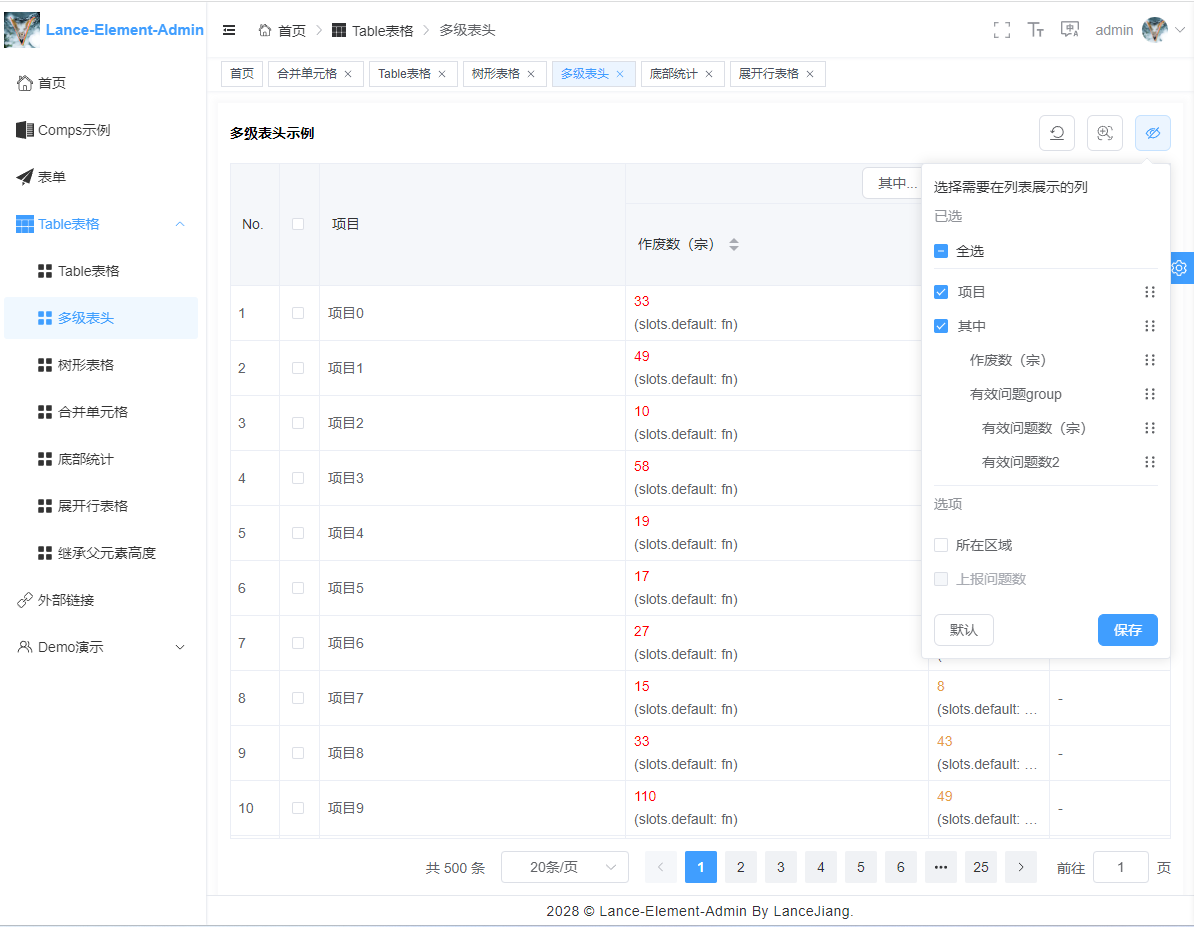 Lance-Element-Admin
首页
Table表格
多级表头
admin
首页
合并单元格
Table表格
树形表格
多级表头
底部统计
展开行表格
首页
Comps示例
表单
Table表格
Table表格
多级表头
树形表格
合并单元格
底部统计
展开行表格
继承父元素高度
外部链接
Demo演示
多级表头示例
No.
项目
其中...
作废数（宗）
1
项目0
33
(slots.default: fn)
2
项目1
49
(slots.default: fn)
3
项目2
10
(slots.default: fn)
4
项目3
58
(slots.default: fn)
5
项目4
19
(slots.default: fn)
6
项目5
17
(slots.default: fn)
7
项目6
27
(slots.default: fn)
8
项目7
15
(slots.default: fn)
8
(slots.default: ...
-
9
项目8
33
(slots.default: fn)
43
(slots.default: ...
-
10
项目9
110
(slots.default: fn)
49
(slots.default: ...
-
选择需要在列表展示的列
已选
全选
项目
其中
作废数（宗）
有效问题group
有效问题数（宗）
有效问题数2
选项
所在区域
上报问题数
默认
保存
共 500 条
20条/页
1
2
3
4
5
6
•••
25
前往
1
页
2028 © Lance-Element-Admin By LanceJiang.